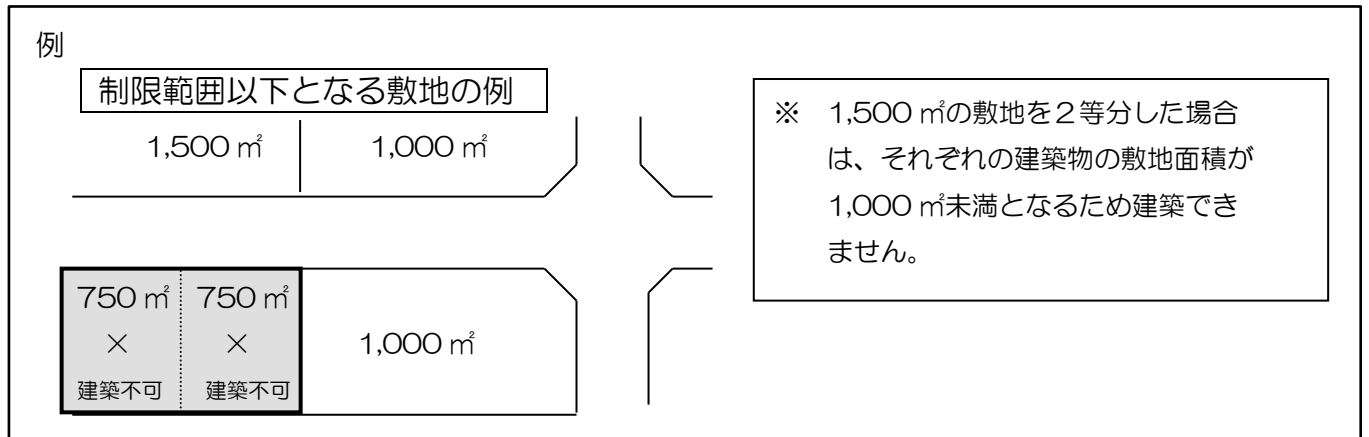 例
制限範囲以下となる敷地の例
1,500 ㎡
1,000 ㎡
※ 1,500 ㎡の敷地を2等分した場合
は、それぞれの建築物の敷地面積が
1,000 ㎡未満となるため建築でき
ません。
750 ㎡
750 ㎡
×
×
1,000 ㎡
建築不可
建築不可